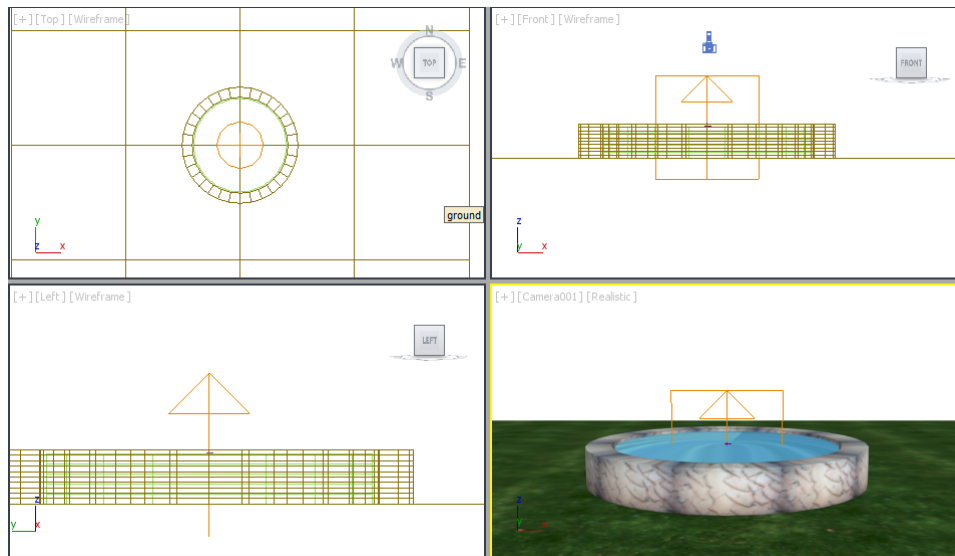 [+] [Top] [Wireframe]
N
W TOP E
S
ground
y
z x
[+] [Front] [Wireframe]
FRONT
z
y x
[+] [Left] [Wireframe]
LEFT
z
y x
[+] [Camera001] [Realistic]
z
y x